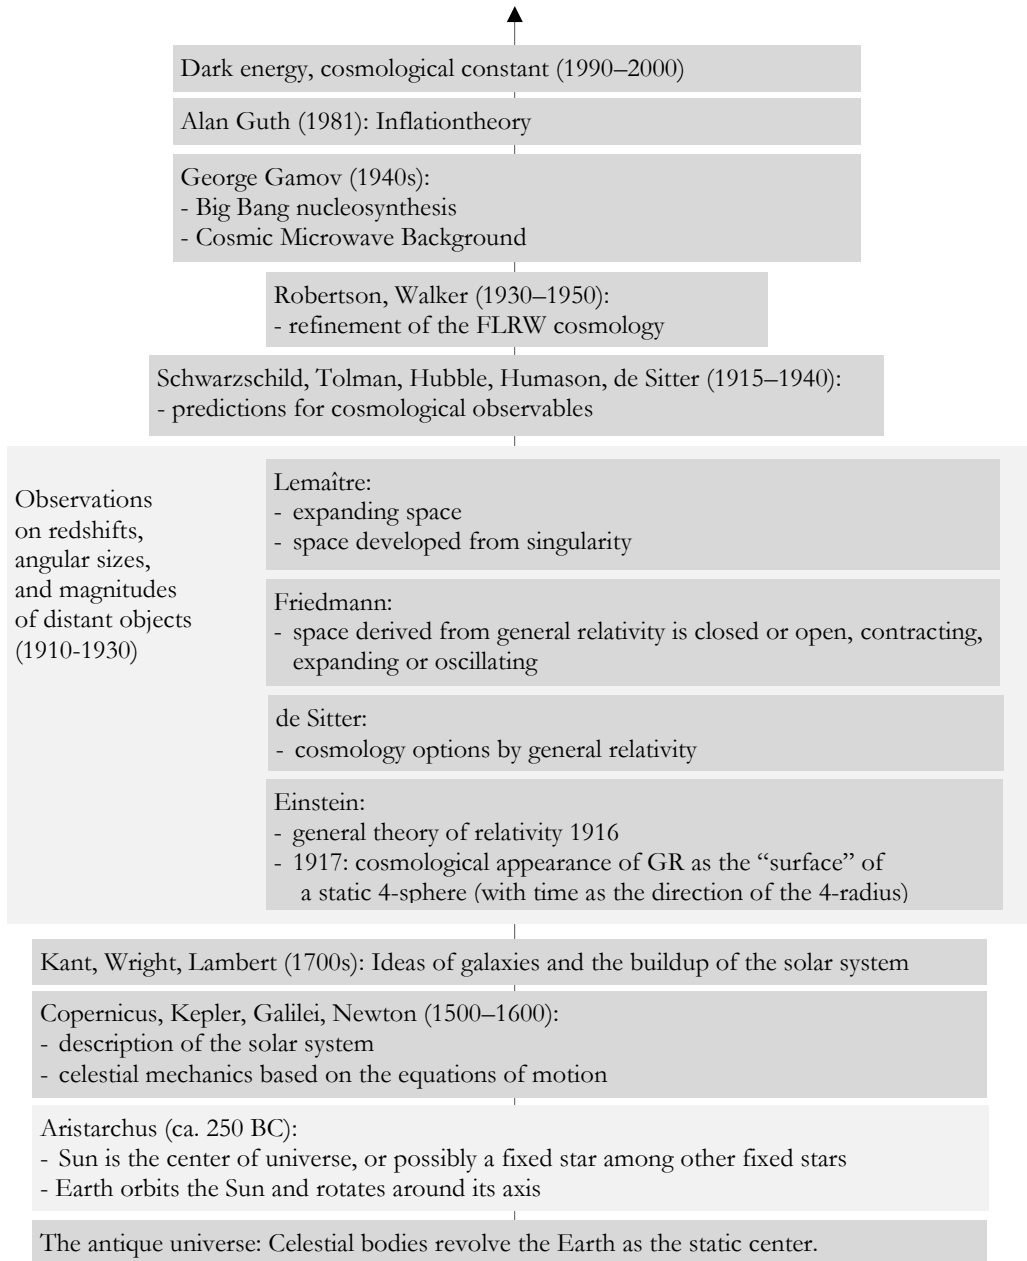 Dark energy, cosmological constant (1990–2000)
Alan Guth (1981): Inflationtheory
George Gamov (1940s):
- Big Bang nucleosynthesis
- Cosmic Microwave Background
Robertson, Walker (1930–1950):
- refinement of the FLRW cosmology
Schwarzschild, Tolman, Hubble, Humason, de Sitter (1915–1940):
- predictions for cosmological observables
Observations
on redshifts,
angular sizes,
and magnitudes
of distant objects
(1910-1930)
Lemaître:
- expanding space
- space developed from singularity
Friedmann:
- space derived from general relativity is closed or open, contracting,
expanding or oscillating
de Sitter:
- cosmology options by general relativity
Einstein:
- general theory of relativity 1916
- 1917: cosmological appearance of GR as the “surface” of
a static 4-sphere (with time as the direction of the 4-radius)
Kant, Wright, Lambert (1700s): Ideas of galaxies and the buildup of the solar system
Copernicus, Kepler, Galilei, Newton (1500–1600):
- description of the solar system
- celestial mechanics based on the equations of motion
Aristarchus (ca. 250 BC):
- Sun is the center of universe, or possibly a fixed star among other fixed stars
- Earth orbits the Sun and rotates around its axis
The antique universe: Celestial bodies revolve the Earth as the static center.